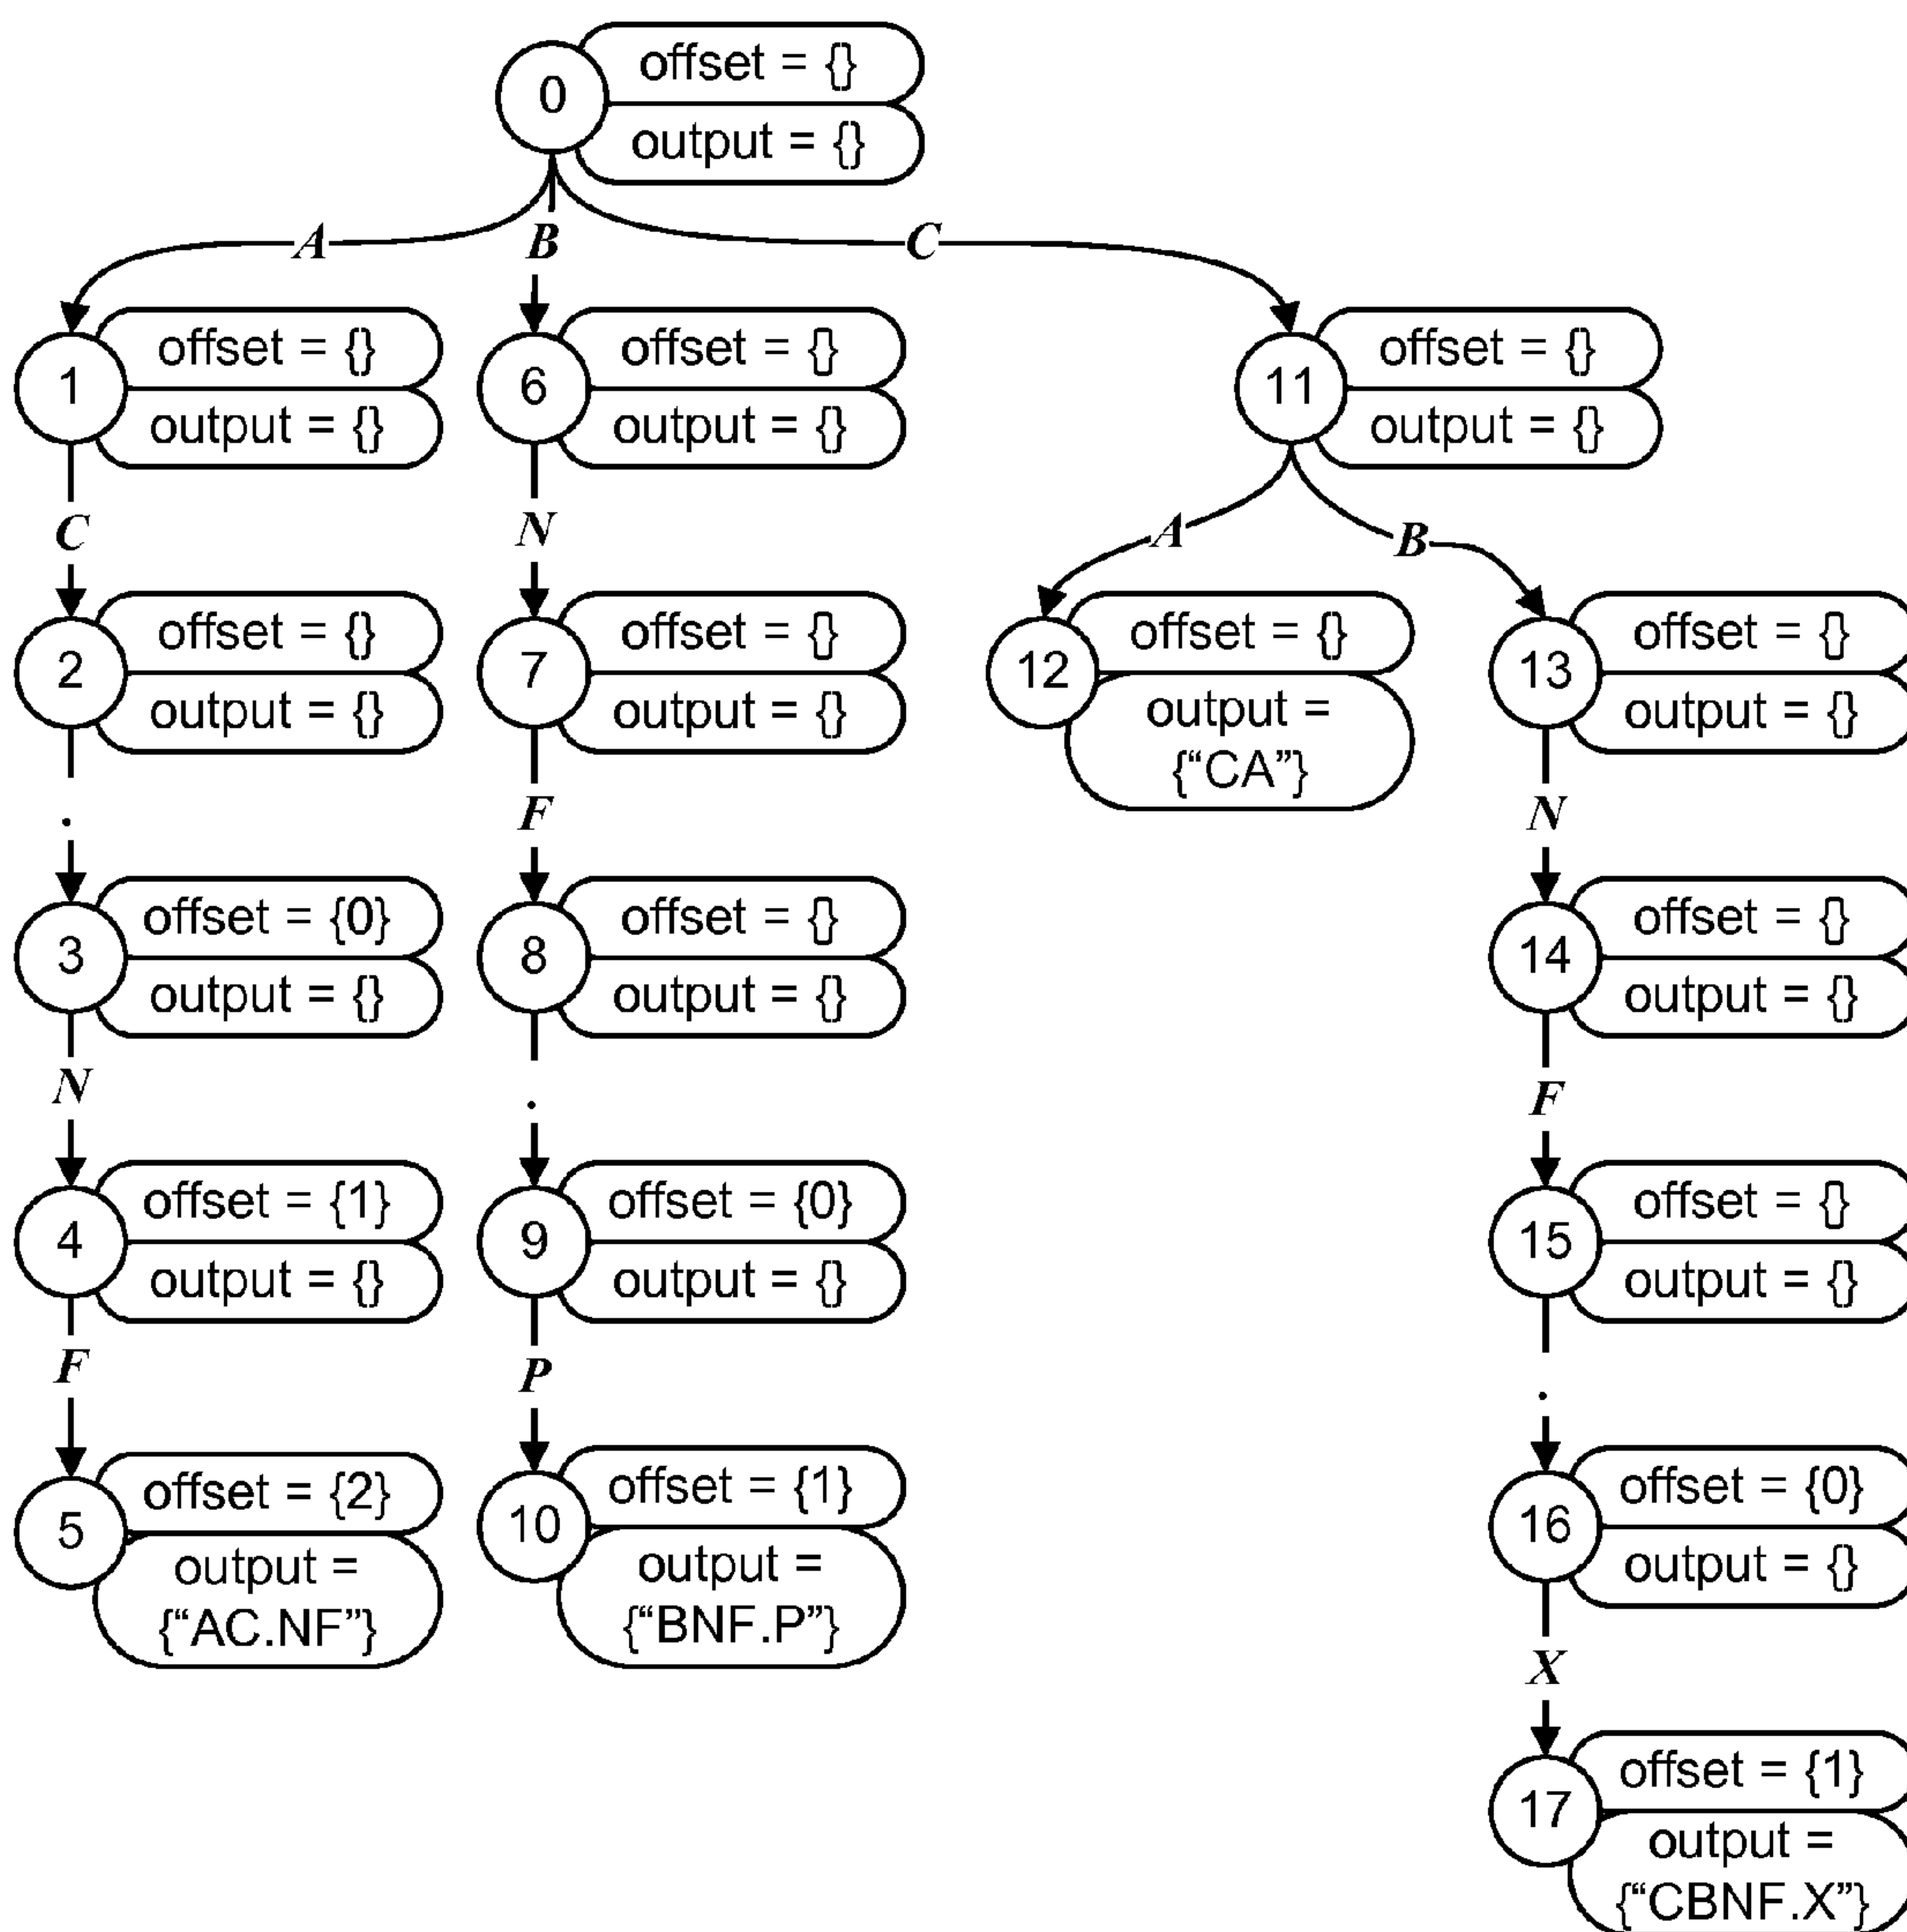 offset = {}
0
output = {}
A
B
C
offset = {}
1
output = {}
offset = {}
6
output = {}
offset = {}
11
output = {}
C
N
A
B
offset = {}
2
output = {}
offset = {}
7
output = {}
offset = {}
12
output =
{“CA”}
offset = {}
13
output = {}
.
F
N
offset = {0}
3
output = {}
offset = {}
8
output = {}
offset = {}
14
output = {}
N
.
F
offset = {1}
4
output = {}
offset = {0}
9
output = {}
offset = {}
15
output = {}
F
P
.
offset = {2}
5
output =
{“AC.NF”}
offset = {1}
10
output =
{“BNF.P”}
offset = {0}
16
output = {}
X
offset = {1}
17
output =
{“CBNF.X”}